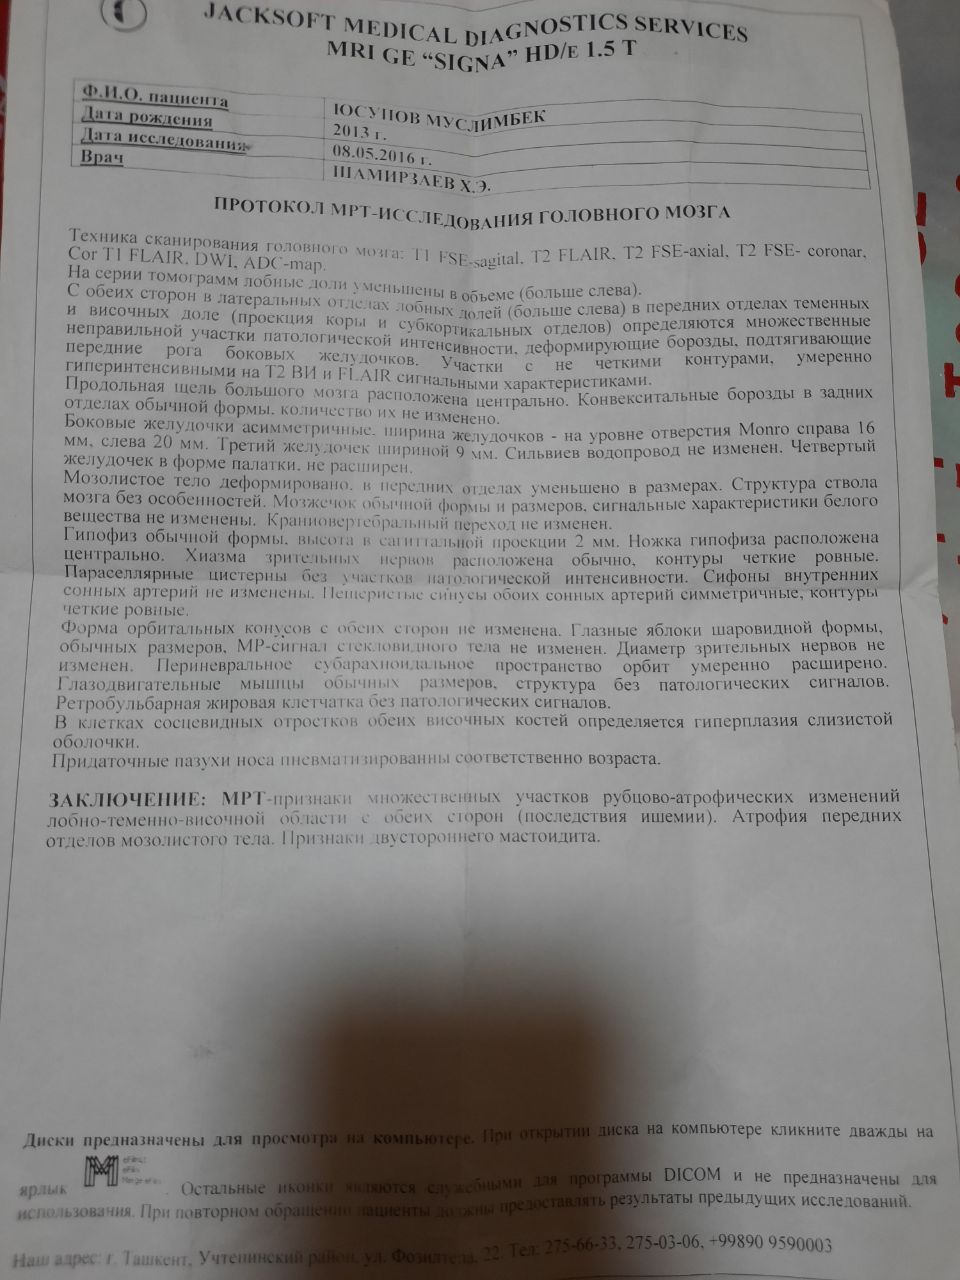 JACKSOFT MEDICAL DIAGNOSTICS SERVICES
MRI GE “SIGNA” HD/E 1.5 T
Ф.И.О. пациента ЮСУПОВ МУСЛИМБЕК
Дата рождения 2013 г.
Дата исследования 08.05.2016 г.
Врач ШАМИРЗАЕВ Х.Э.
ПРОТОКОЛ МРТ-ИССЛЕДОВАНИЯ ГОЛОВНОГО МОЗГА
Техника сканирования головного мозга: T1 FSE-sagital, T2 FLAIR, T2 FSE-axial, T2 FSE- coronar,
Cor T1 FLAIR, DWI, ADC-map.
На серии томограмм лобные доли уменьшены в объеме (больше слева).
С обеих сторон в латеральных отделах лобных долей (больше слева) в передних отделах теменных
и височных доле (проекция коры и субкортикальных отделов) определяются множественные
неправильной участки патологической интенсивности, деформирующие борозды, подтягивающие
передние рога боковых желудочков. Участки с не четкими контурами, умеренно
гиперинтенсивными на Т2 ВИ и FLAIR сигнальными характеристиками.
Продольная щель большого мозга расположена центрально. Конвекситальные борозды в задних
отделах обычной формы, количество их не изменено.
Боковые желудочки асимметричные, ширина желудочков - на уровне отверстия Monro справа 16
мм, слева 20 мм. Третий желудочек шириной 9 мм. Сильвиев водопровод не изменен. Четвертый
желудочек в форме палатки, не расширен.
Мозолистое тело деформировано, в передних отделах уменьшено в размерах. Структура ствола
мозга без особенностей. Мозжечок обычной формы и размеров, сигнальные характеристики белого
вещества не изменены. Краниовертебральный переход не изменен.
Гипофиз обычной формы, высота в сагиттальной проекции 2 мм. Ножка гипофиза расположена
центрально. Хиазма зрительных нервов расположена обычно, контуры четкие ровные.
Параселлярные цистерны без участков патологической интенсивности. Сифоны внутренних
сонных артерий не изменены. Пещеристые синусы обоих сонных артерий симметричные, контуры
четкие ровные.
Форма орбитальных конусов с обеих сторон не изменена. Глазные яблоки шаровидной формы,
обычных размеров, МР-сигнал стекловидного тела не изменен. Диаметр зрительных нервов не
изменен. Периневральное субарахноидальное пространство орбит умеренно расширено.
Глазодвигательные мышцы обычных размеров, структура без патологических сигналов.
Ретробульбарная жировая клетчатка без патологических сигналов.
В клетках сосцевидных отростков обеих височных костей определяется гиперплазия слизистой
оболочки.
Придаточные пазухи носа пневматизированны соответственно возраста.
ЗАКЛЮЧЕНИЕ: МРТ-признаки множественных участков рубцово-атрофических изменений
лобно-теменно-височной области с обеих сторон (последствия ишемии). Атрофия передних
отделов мозолистого тела. Признаки двустороннего мастоидита.
Диски предназначены для просмотра на компьютере. При открытии диска на компьютере кликните дважды на
ярлык . Остальные иконки являются служебными для программы DICOM и не предназначены для
использования. При повторном обращении пациенты должны предоставлять результаты предыдущих исследований.
Наш адрес: г. Ташкент, Учтепинский район, ул. Фозилтепа, 22. Тел: 275-66-33, 275-03-06, +99890 9590003